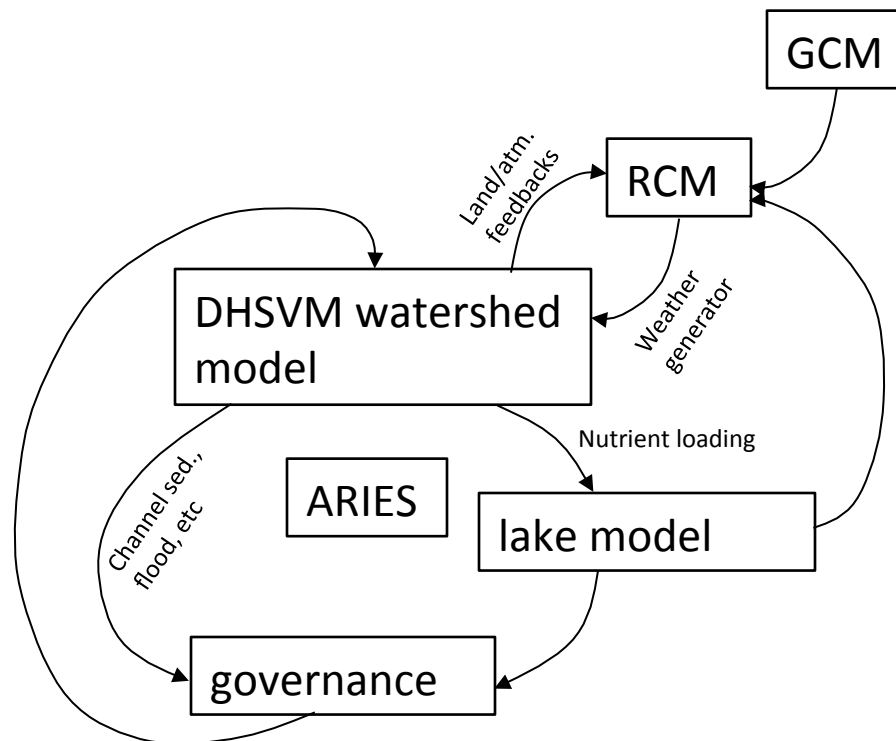 GCM
RCM
Land/atm.
feedbacks
Weather
generator
DHSVM watershed
model
Nutrient loading
Channel sed.,
flood, etc
ARIES
lake model
governance